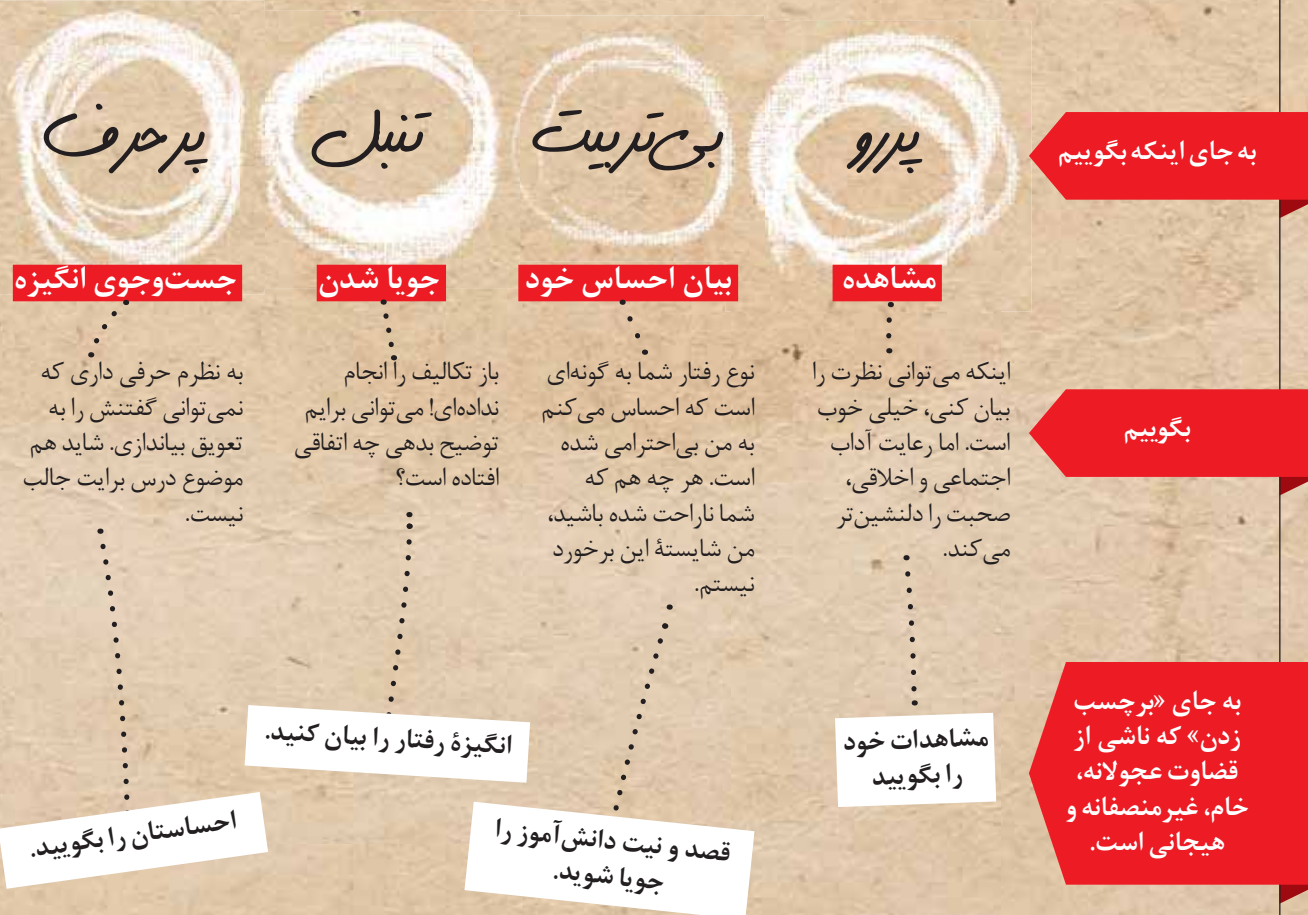 به جای اینکه بگوییم
پررو
بی‌تربیت
تنبل
پرحرف
مشاهده
بیان احساس خود
جویا شدن
جست‌وجوی انگیزه
بگوییم
اینکه می‌توانی نظرت را
بیان کنی، خیلی خوب
است. اما رعایت آداب
اجتماعی و اخلاقی،
صحبت را دلنشین‌تر
می‌کند.
نوع رفتار شما به گونه‌ای
است که احساس می‌کنم
به من بی‌احترامی شده
است. هر چه هم که
شما ناراحت شده باشید،
من شایستهٔ این برخورد
نیستم.
باز تکالیف را انجام
نداده‌ای! می‌توانی برایم
توضیح بدهی چه اتفاقی
افتاده است؟
به نظرم حرفی داری که
نمی‌توانی گفتنش را به
تعویق بیاندازی. شاید هم
موضوع درس برایت جالب
نیست.
به جای «برچسب
زدن» که ناشی از
قضاوت عجولانه،
خام، غیرمنصفانه و
هیجانی است.
مشاهدات خود
را بگویید
قصد و نیت دانش‌آموز را
جویا شوید.
انگیزهٔ رفتار را بیان کنید.
احساستان را بگویید.